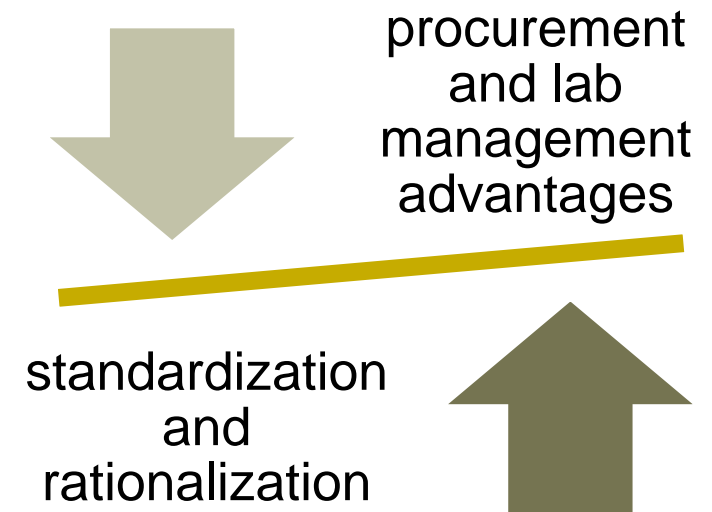 procurement
and lab
management
advantages
standardization
and
rationalization